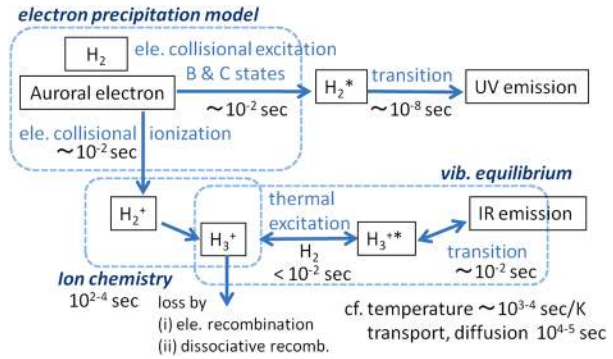 electron precipitation model
H₂
ele. collisional excitation
B & C states
Auroral electron
~10⁻² sec
H₂*
transition
~10⁻⁸ sec
UV emission
ele. collisional ionization
~10⁻² sec
vib. equilibrium
H₂⁺
thermal
excitation
IR emission
H₃⁺
H₂
< 10⁻² sec
H₃⁺*
transition
~10⁻² sec
Ion chemistry
10²⁻⁴ sec
loss by
(i) ele. recombination
(ii) dissociative recomb.
cf. temperature ~10³⁻⁴ sec/K
transport, diffusion 10⁴⁻⁵ sec